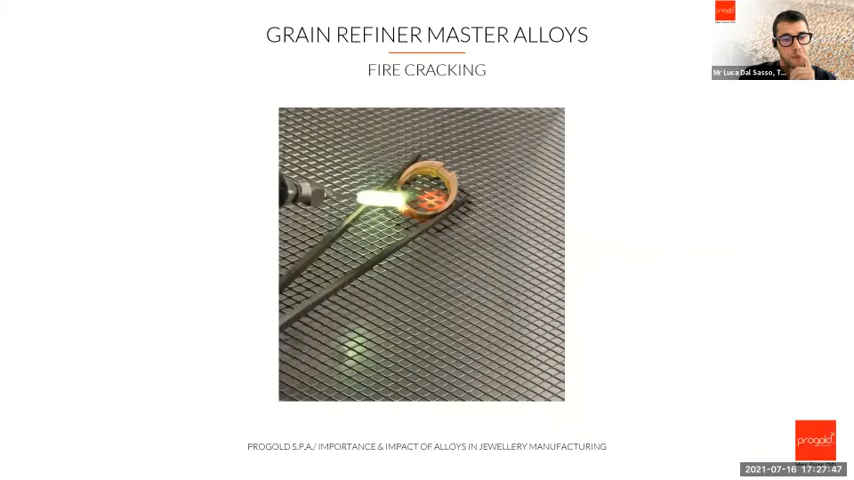 GRAIN REFINER MASTER ALLOYS
FIRE CRACKING
progold
Mr Luca Dal Sasso, T...
PROGOLD S.P.A./ IMPORTANCE & IMPACT OF ALLOYS IN JEWELLERY MANUFACTURING
progold
2021-07-16 17:27:47